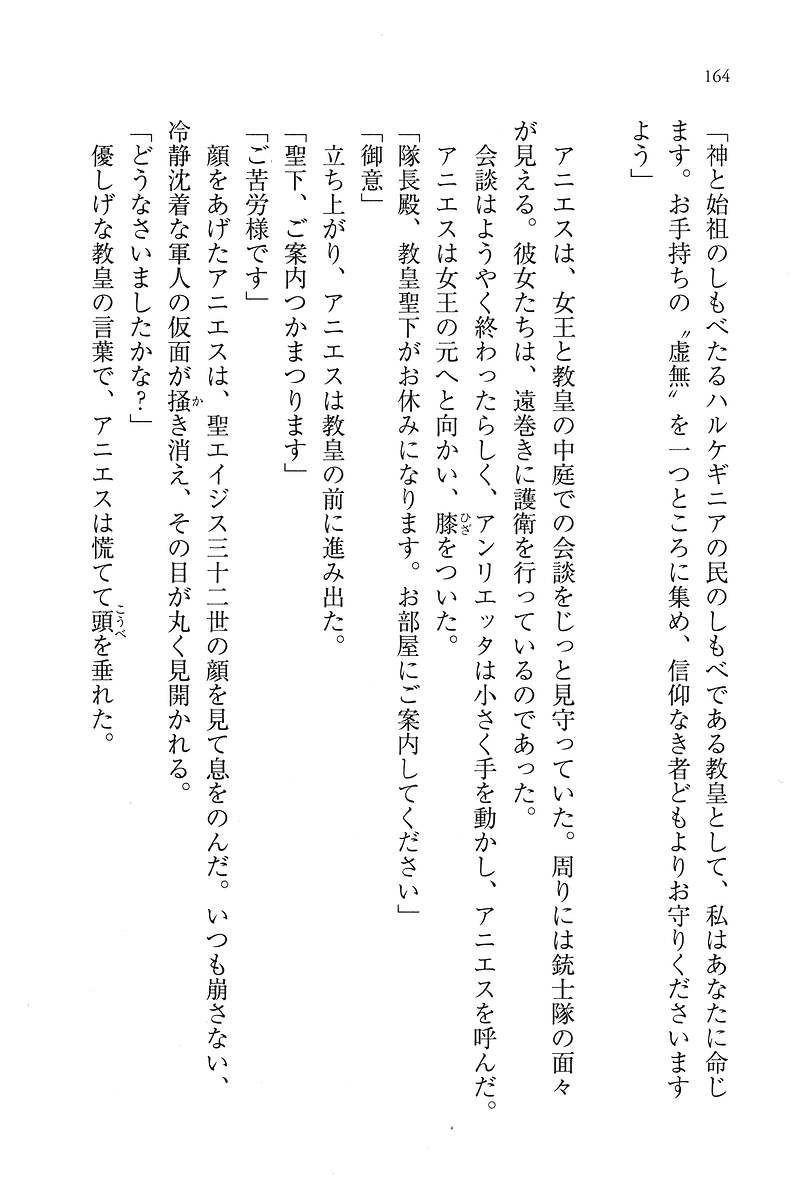 164
「神と始祖のしもべたるハルケギニアの民のしもべである教皇として、私はあなたに命じ
ます。お手持ちの〝虚無〟を一つところに集め、信仰なき者どもよりお守りくださいます
よう」
アニエスは、女王と教皇の中庭での会談をじっと見守っていた。周りには銃士隊の面々
が見える。彼女たちは、遠巻きに護衛を行っているのであった。
会談はようやく終わったらしく、アンリエッタは小さく手を動かし、アニエスを呼んだ。
アニエスは女王の元へと向かい、膝をついた。
「隊長殿、教皇聖下がお休みになります。お部屋にご案内してください」
「御意」
立ち上がり、アニエスは教皇の前に進み出た。
「聖下、ご案内つかまつります」
「ご苦労様です」
顔をあげたアニエスは、聖エイジス三十二世の顔を見て息をのんだ。いつも崩さない、
冷静沈着な軍人の仮面が掻き消え、その目が丸く見開かれる。
「どうなさいましたかな?」
優しげな教皇の言葉で、アニエスは慌てて頭を垂れた。